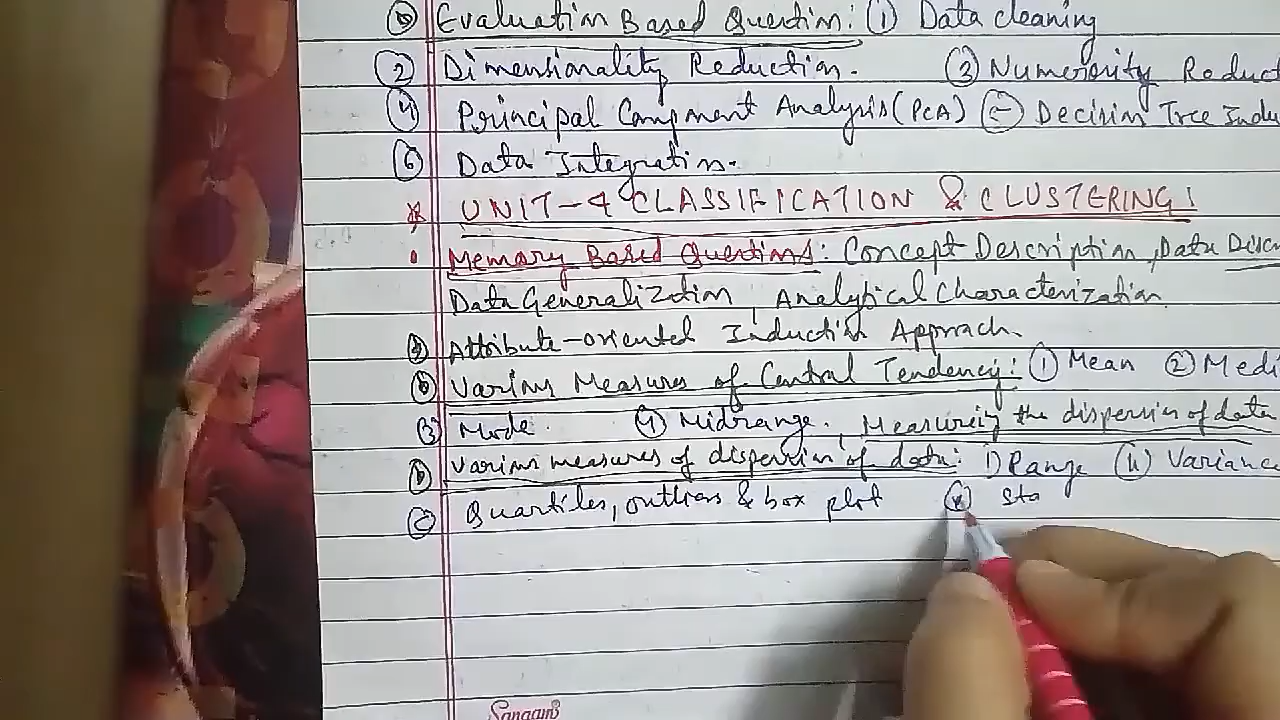 Evaluation Based Question: ① Data cleaning
② Dimensionality Reduction. ③ Numerosity Reduct
④ Principal Component Analysis (PCA) Decision Tree Indu
⑥ Data Integration.
* UNIT-4 CLASSIFICATION & CLUSTERING!
• Memory Based Questions: Concept Description, Data Disc
Data Generalization, Analytical Characterization
Attribute-oriented Induction Approach.
ⓑ Various Measures of Central Tendency: ① Mean ② Medi
③ Mode. ④ Midrange. Measuring the dispersion of data
ⓑ Various measures of dispersion of data: i) Range (ii) Variance
ⓒ Quartiles, outliers & box plot Sta
Sangam